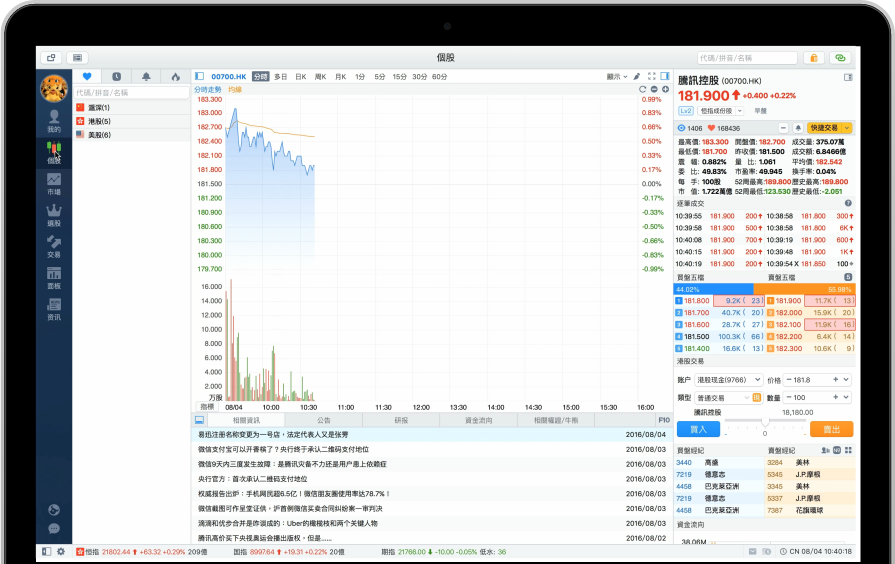 個股
代碼/拼音/名稱
代碼/拼音/名稱
滬深(1)
港股(5)
美股(6)
我的
個股
市場
選股
交易
面板
资讯
00700.HK 分時 多日 日K 周K 月K 1分 5分 15分 30分 60分 顯示
分時走勢 均線
183.300 0.99%
183.000 0.83%
182.700 0.66%
182.400 0.50%
182.100 0.33%
181.800 0.17%
181.500 0.00%
181.200 -0.17%
180.900 -0.33%
180.600 -0.50%
180.300 -0.66%
180.000 -0.83%
179.700 -0.99%
16.000
14.000
12.000
10.000
8.000
6.000
4.000
2.000
万股
指標 08/04 10:00 10:30 11:00 11:30 12:00 13:30 14:00 14:30 15:00 15:30 16:00
相關資訊 公告 研报 資金流向 相關權證/牛熊 F10
易迅注册名称变更为一号店，法定代表人又是张男 2016/08/04
微信支付宝可以开善槟了？央行终于承认二维码支付地位 2016/08/03
微信9天内三度发生故障：是腾讯灾备不力还是用户患上依赖症 2016/08/03
央行官方：首次承认二维码支付地位 2016/08/03
权威报告出炉：手机网民超6.5亿！微信朋友圈使用率达78.7%！ 2016/08/03
微信截图可作呈堂证供，沪首例微信买卖合同纠纷案一审判决 2016/08/03
滴滴和优步合并是咋谈成的：Uber的橄榄枝和两个关键人物 2016/08/03
腾讯高价买下央视奥运会播出版权，但是…… 2016/08/02
騰訊控股 (00700.HK)
181.900 +0.400 +0.22%
Lv2 恒指成份股
1406 168436 快捷交易
最高價: 183.300 開盤價: 182.700 成交量: 375.07萬
最低價: 181.700 昨收價: 181.500 成交額: 6.8466億
震 幅: 0.882% 量 比: 1.061 平均價: 182.542
委 比: 49.83% 市盈率: 49.945 換手率: 0.04%
每 手: 100股 52周最高:189.800 歷史最高:189.800
市 值: 1.722萬億 52周最低:123.530 歷史最低:-2.051
逐筆成交
10:39:55 181.900 200 10:38:58 181.800 300
10:39:58 181.900 500 10:38:58 181.900 6K
10:40:08 181.900 700 10:39:19 181.900 600
10:40:15 181.900 200 10:39:48 181.900 1K
10:40:19 181.900 200 10:39:54 X 181.850 100
買盤五檔 賣盤五檔 5
44.02% 55.98%
1 181.800 9.2K ( 23) 1 181.900 11.7K ( 13)
2 181.700 40.7K ( 20) 2 182.000 15.9K ( 20)
3 181.600 28.7K ( 27) 3 182.100 11.9K ( 16)
4 181.500 100.3K ( 66) 4 182.200 6.4K ( 14)
5 181.400 16.6K ( 13) 5 182.300 10.6K ( 9)
港股交易
账户 港股现金(9766) 价格 181.8 +
類型 普通交易 數量 100 +
騰訊控股 18,180.00
買入 - 0 + 賣出
買盤經紀 賣盤經紀
3440 高盛 3284 美林
7219 德意志 5345 J.P.摩根
4458 巴克萊亞洲 3345 美林
7219 德意志 5337 J.P.摩根
4458 巴克萊亞洲 7387 花旗環球
資金流向
38.06M
恒指 21802.44 +63.32 +0.29% 209億 国指 8997.64 +19.31 +0.22% 20億 期指 21766.00 -10.00 -0.05% 低水: 36 CN 08/04 10:40:18